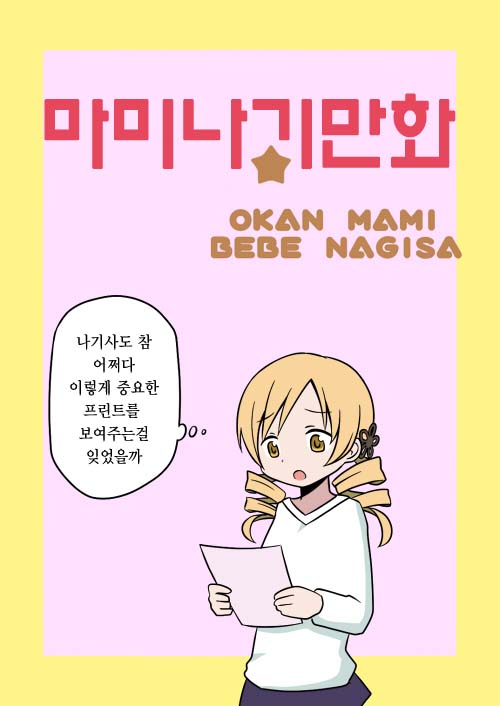 마미나기만화
OKAN MAMI
BEBE NAGISA
나기사도 참
어쩌다
이렇게 중요한
프린트를
보여주는걸
잊었을까